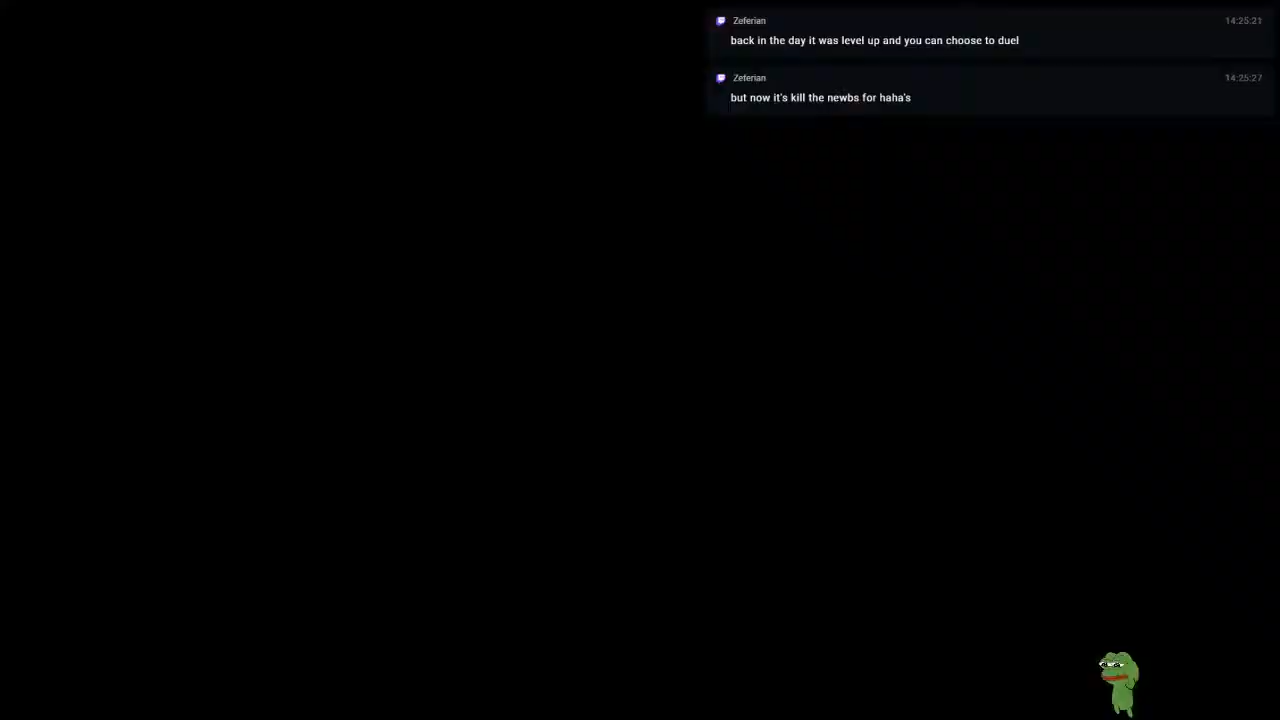 Zeferian 14:25:21
back in the day it was level up and you can choose to duel
Zeferian 14:25:27
but now it's kill the newbs for haha's